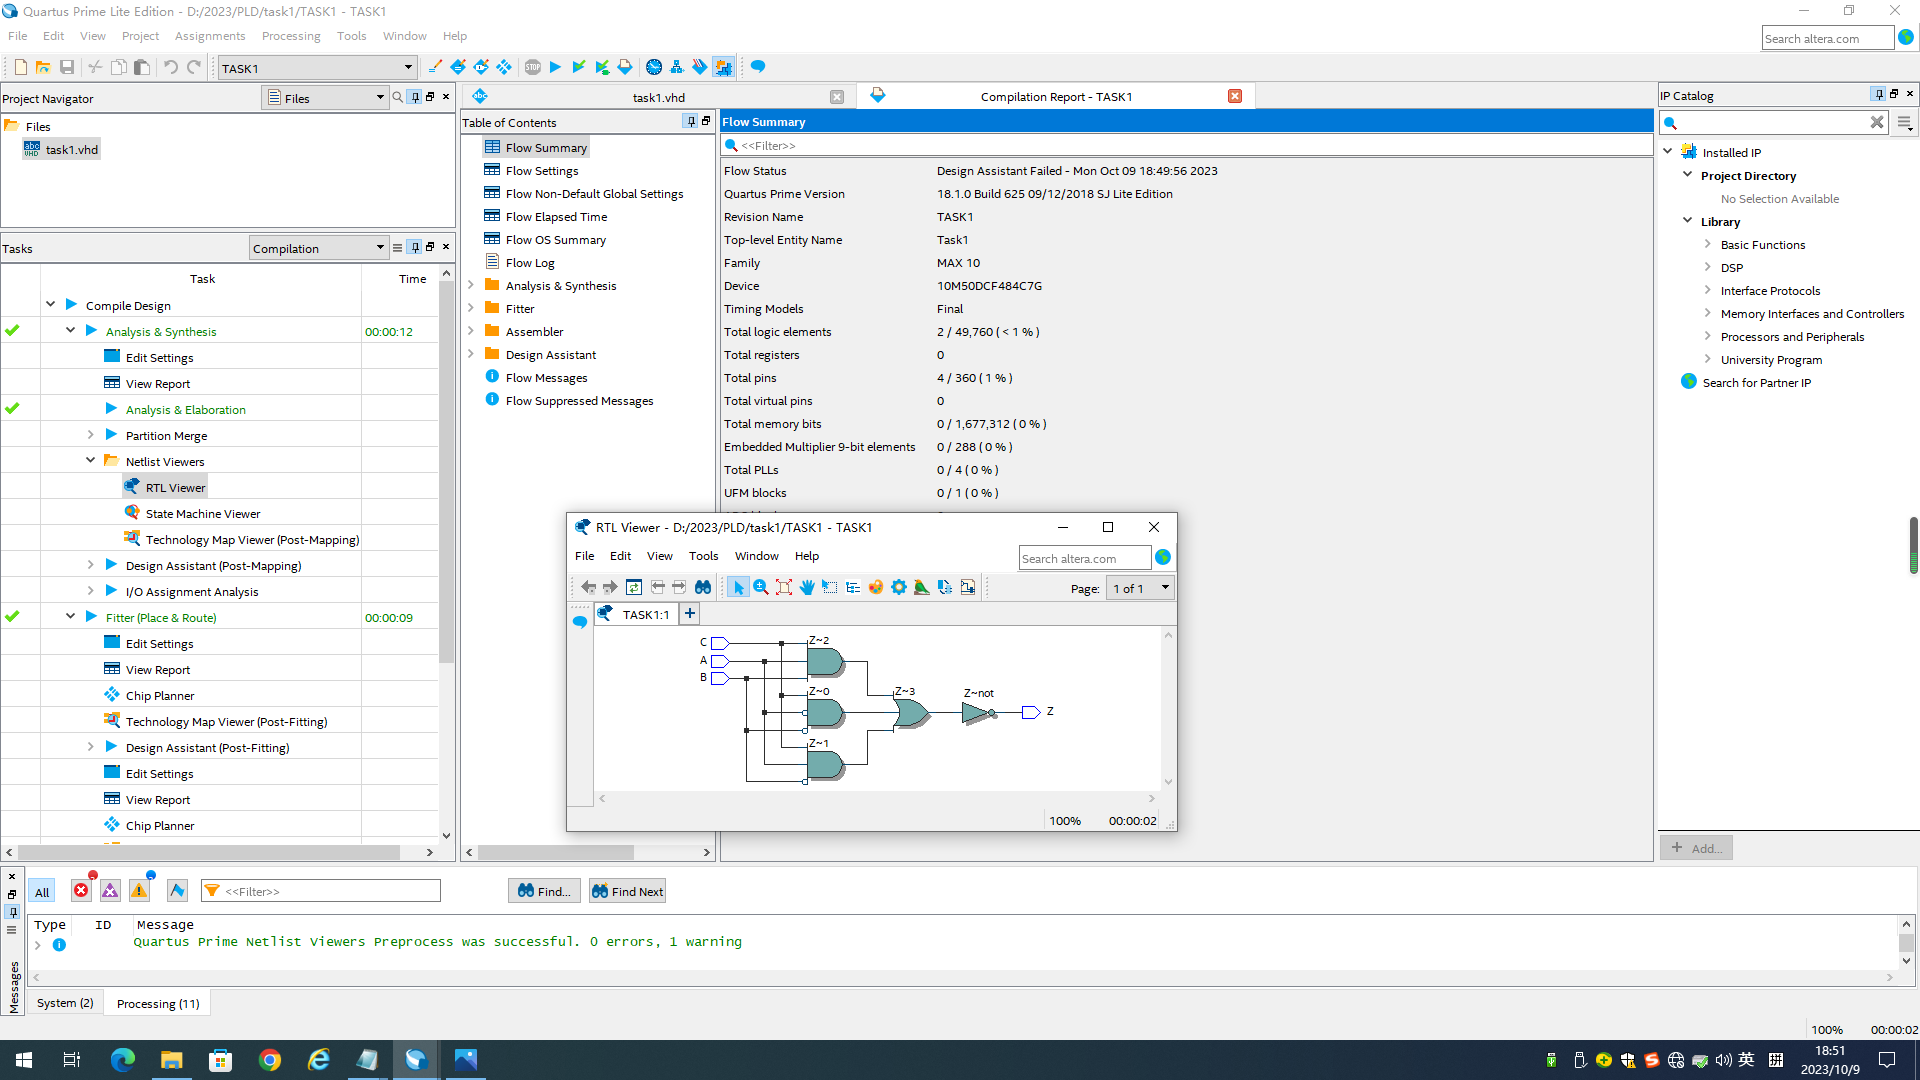 Quartus Prime Lite Edition - D:/2023/PLD/task1/TASK1 - TASK1
File Edit View Project Assignments Processing Tools Window Help
Search altera.com
TASK1
Project Navigator
Files
Files
task1.vhd
Tasks
Compilation
Task Time
Compile Design
Analysis & Synthesis 00:00:12
Edit Settings
View Report
Analysis & Elaboration
Partition Merge
Netlist Viewers
RTL Viewer
State Machine Viewer
Technology Map Viewer (Post-Mapping)
Design Assistant (Post-Mapping)
I/O Assignment Analysis
Fitter (Place & Route) 00:00:09
Edit Settings
View Report
Chip Planner
Technology Map Viewer (Post-Fitting)
Design Assistant (Post-Fitting)
Edit Settings
View Report
Chip Planner
task1.vhd
Compilation Report - TASK1
Table of Contents
Flow Summary
Flow Settings
Flow Non-Default Global Settings
Flow Elapsed Time
Flow OS Summary
Flow Log
Analysis & Synthesis
Fitter
Assembler
Design Assistant
Flow Messages
Flow Suppressed Messages
Flow Summary
<<Filter>>
Flow Status Design Assistant Failed - Mon Oct 09 18:49:56 2023
Quartus Prime Version 18.1.0 Build 625 09/12/2018 SJ Lite Edition
Revision Name TASK1
Top-level Entity Name Task1
Family MAX 10
Device 10M50DCF484C7G
Timing Models Final
Total logic elements 2 / 49,760 ( < 1 % )
Total registers 0
Total pins 4 / 360 ( 1 % )
Total virtual pins 0
Total memory bits 0 / 1,677,312 ( 0 % )
Embedded Multiplier 9-bit elements 0 / 288 ( 0 % )
Total PLLs 0 / 4 ( 0 % )
UFM blocks 0 / 1 ( 0 % )
RTL Viewer - D:/2023/PLD/task1/TASK1 - TASK1
File Edit View Tools Window Help
Search altera.com
Page: 1 of 1
TASK1:1
C
A
B
Z~2
Z~0
Z~1
Z~3
Z~not
Z
100% 00:00:02
IP Catalog
Installed IP
Project Directory
No Selection Available
Library
Basic Functions
DSP
Interface Protocols
Memory Interfaces and Controllers
Processors and Peripherals
University Program
Search for Partner IP
Add...
All
<<Filter>>
Find...
Find Next
Type ID Message
Quartus Prime Netlist Viewers Preprocess was successful. 0 errors, 1 warning
Messages
System (2)
Processing (11)
100% 00:00:02
英
18:51
2023/10/9